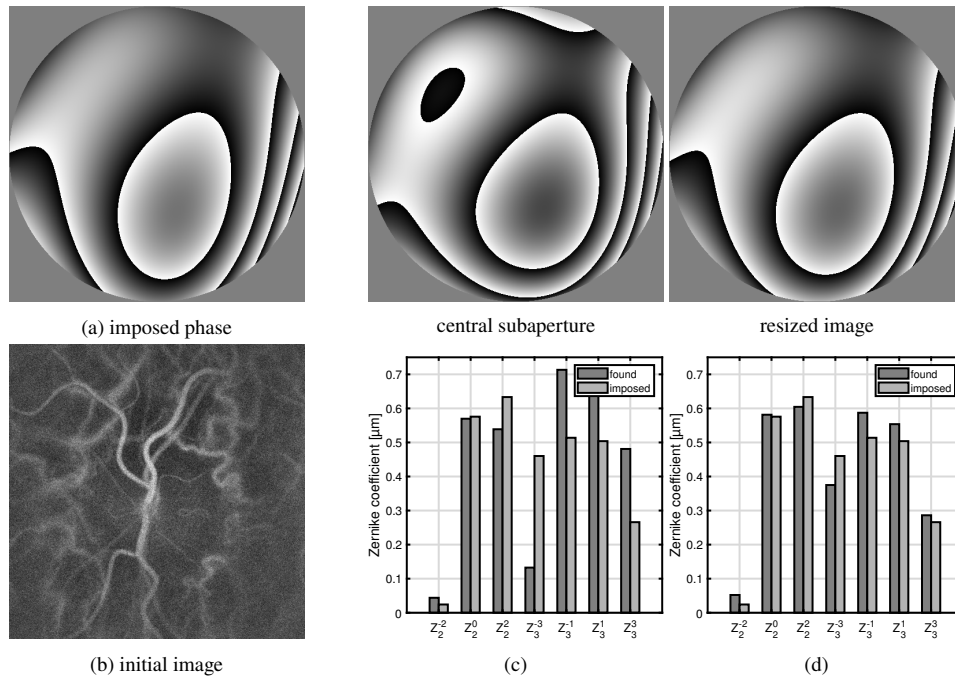 (a) imposed phase
central subaperture
resized image
(b) initial image
Zernike coefficient [µm]
0.7
0.6
0.5
0.4
0.3
0.2
0.1
0
found
imposed
Z₂⁻² Z₂⁰ Z₂² Z₃⁻³ Z₃⁻¹ Z₃¹ Z₃³
(c)
Zernike coefficient [µm]
0.7
0.6
0.5
0.4
0.3
0.2
0.1
0
found
imposed
Z₂⁻² Z₂⁰ Z₂² Z₃⁻³ Z₃⁻¹ Z₃¹ Z₃³
(d)